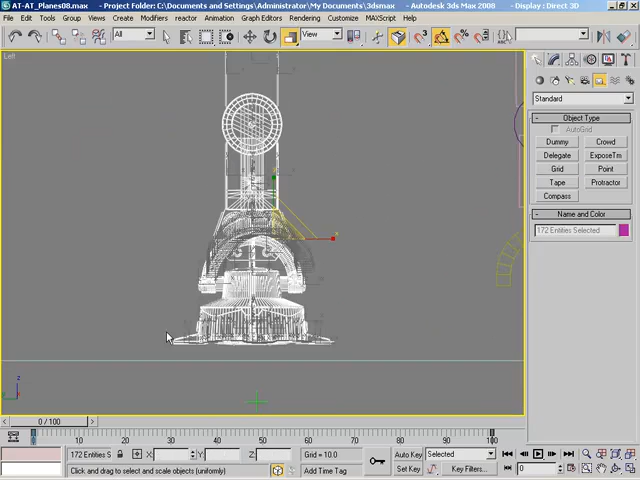 AT-AT_Planes08.max - Project Folder: C:\Documents and Settings\Administrator\My Documents\3dsmax - Autodesk 3ds Max 2008 - Display : Direct 3D
File Edit Tools Group Views Create Modifiers reactor Animation Graph Editors Rendering Customize MAXScript Help
All View
Left
Standard
Object Type
AutoGrid
Dummy Crowd
Delegate ExposeTm
Grid Point
Tape Protractor
Compass
Name and Color
172 Entities Selected
z
x
0 / 100
0 10 20 30 40 50 60 70 80 90 100
172 Entities S X: Y: Z: Grid = 10.0 Auto Key Selected
Click and drag to select and scale objects (uniformly) Add Time Tag Set Key Key Filters... 0